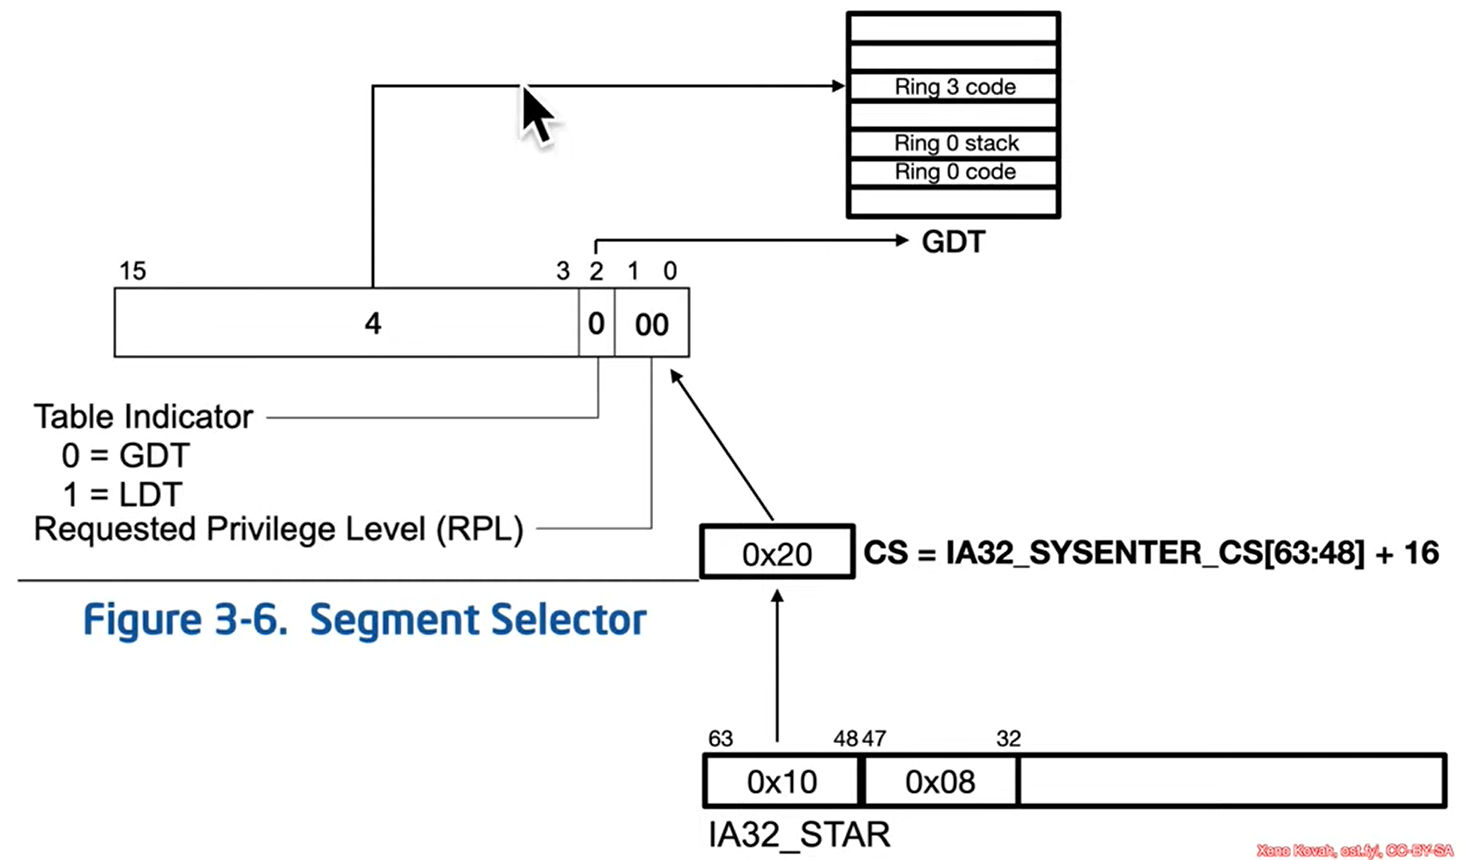 Ring 3 code
Ring 0 stack
Ring 0 code
GDT
15 3 2 1 0
4 0 00
Table Indicator
0 = GDT
1 = LDT
Requested Privilege Level (RPL)
0x20 CS = IA32_SYSENTER_CS[63:48] + 16
Figure 3-6. Segment Selector
63 48 47 32
0x10 0x08
IA32_STAR
Xeno Kovah, ost.fyi, CC-BY-SA